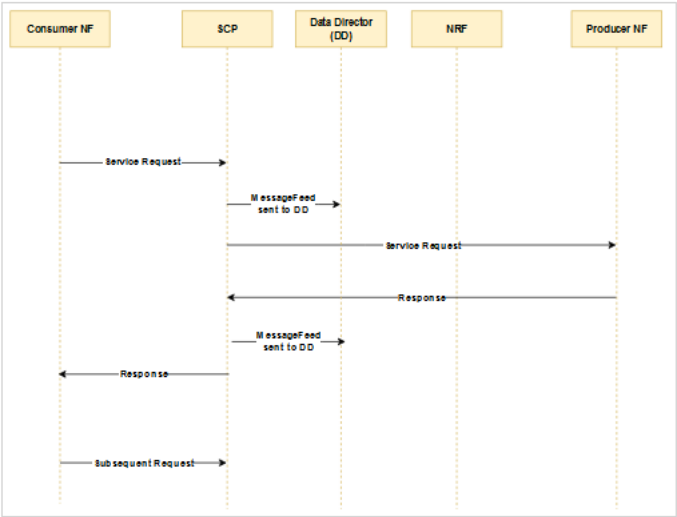 Consumer NF
SCP
Data Director
(DD)
NRF
Producer NF
Service Request
MessageFeed
sent to DD
Service Request
Response
MessageFeed
sent to DD
Response
Subsequent Request